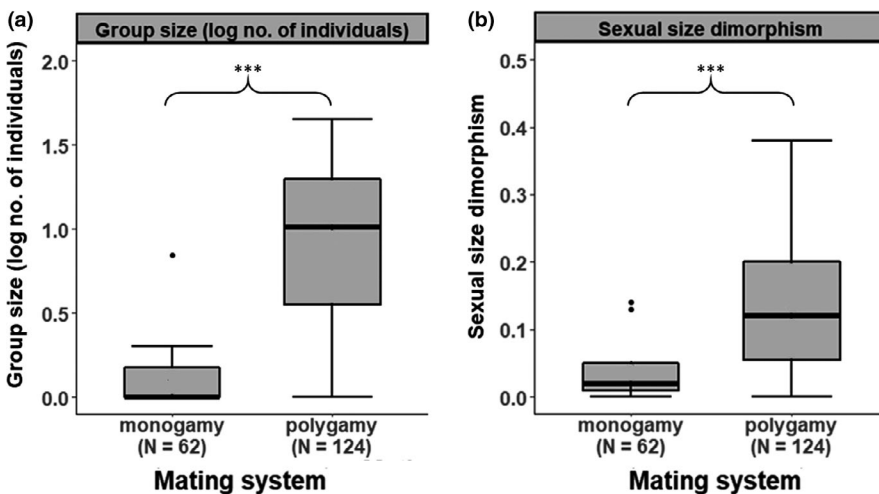 (a)
Group size (log no. of individuals)
Group size (log no. of individuals)
2.0
1.5
1.0
0.5
0.0
***
monogamy
(N = 62)
polygamy
(N = 124)
Mating system
(b)
Sexual size dimorphism
Sexual size dimorphism
0.5
0.4
0.3
0.2
0.1
0.0
***
monogamy
(N = 62)
polygamy
(N = 124)
Mating system